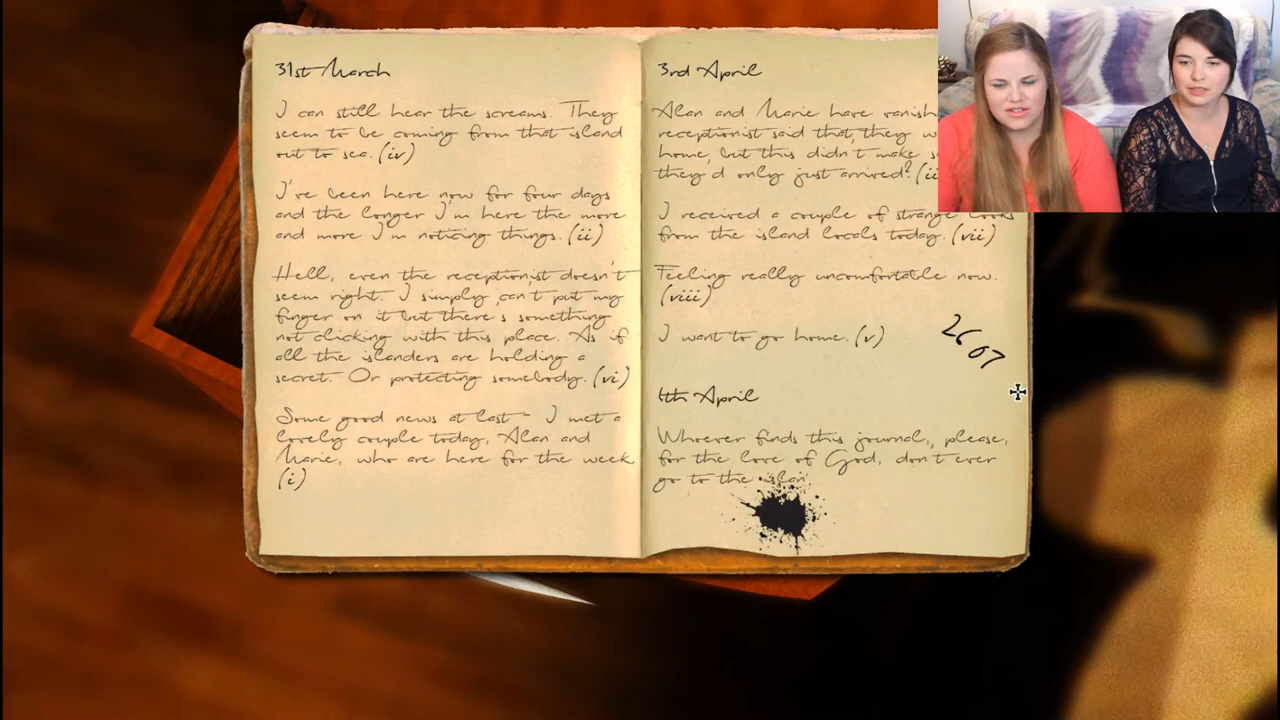 31st March
I can still hear the screams. They
seem to be coming from that island
out to sea. (iv)
I've been here now for four days
and the longer I'm here the more
and more I'm noticing things. (ii)
Hell, even the receptionist doesn't
seem right. I simply can't put my
finger on it but there's something
not clicking with this place. As if
all the islanders are holding a
secret. Or protecting somebody. (vi)
Some good news at last - I met a
lovely couple today, Alan and
Marie, who are here for the week.
(i)
3rd April
Alan and Marie have vanish
receptionist said that, they w
home, but this didn't make s
they'd only just arrived? (ii
I received a couple of strange looks
from the island locals today. (vii)
Feeling really uncomfortable now.
(viii)
I want to go home. (v)
2607
6th April
Whoever finds this journal,, please,
for the love of God, don't ever
go to the islan